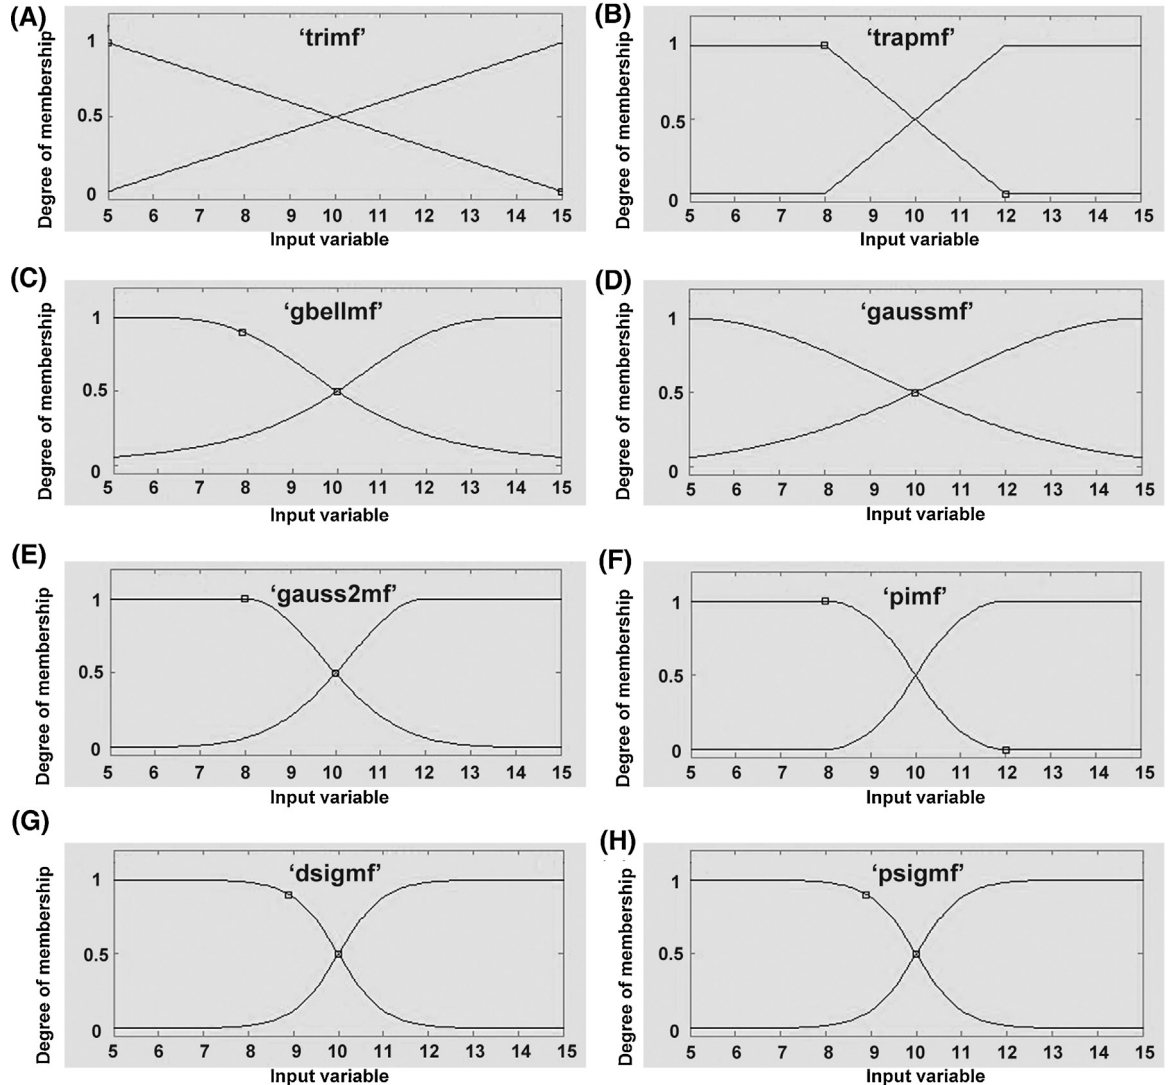 (A)
‘trimf’
Degree of membership
1
0.5
0
5 6 7 8 9 10 11 12 13 14 15
Input variable
(B)
‘trapmf’
Degree of membership
1
0.5
0
5 6 7 8 9 10 11 12 13 14 15
Input variable
(C)
‘gbellmf’
Degree of membership
1
0.5
0
5 6 7 8 9 10 11 12 13 14 15
Input variable
(D)
‘gaussmf’
Degree of membership
1
0.5
0
5 6 7 8 9 10 11 12 13 14 15
Input variable
(E)
‘gauss2mf’
Degree of membership
1
0.5
0
5 6 7 8 9 10 11 12 13 14 15
Input variable
(F)
‘pimf’
Degree of membership
1
0.5
0
5 6 7 8 9 10 11 12 13 14 15
Input variable
(G)
‘dsigmf’
Degree of membership
1
0.5
0
5 6 7 8 9 10 11 12 13 14 15
Input variable
(H)
‘psigmf’
Degree of membership
1
0.5
0
5 6 7 8 9 10 11 12 13 14 15
Input variable